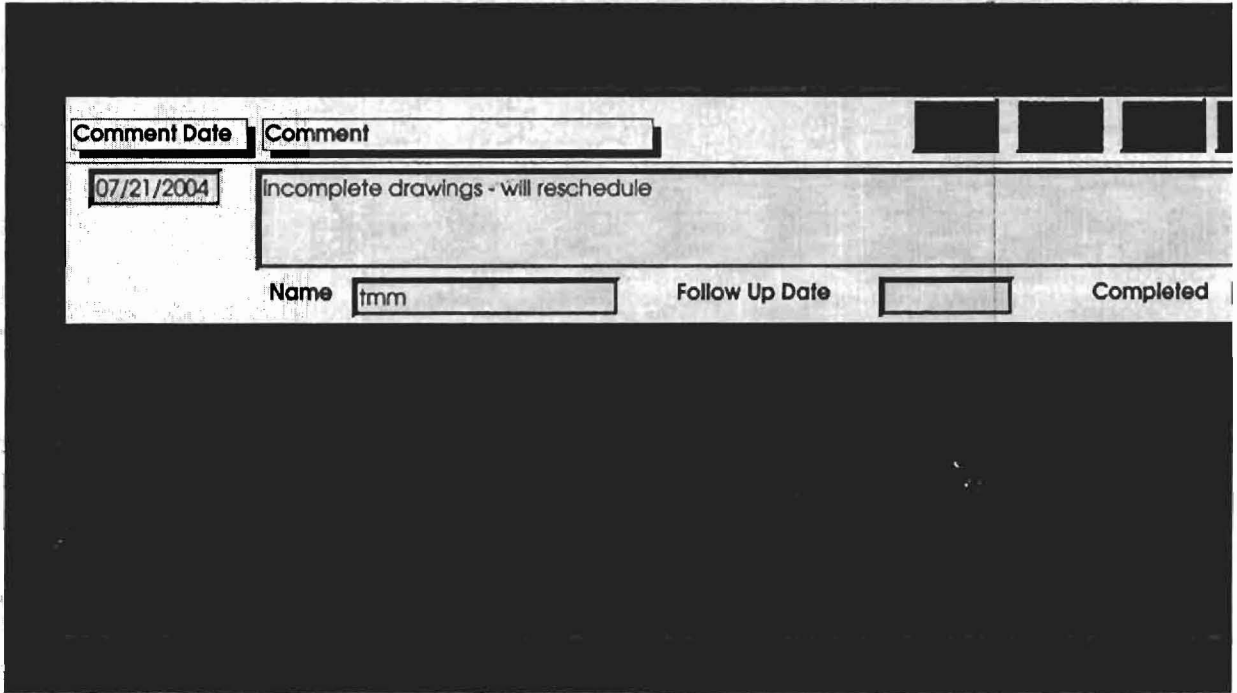 Comment Date Comment
07/21/2004 Incomplete drawings - will reschedule
Name tmm Follow Up Date Completed